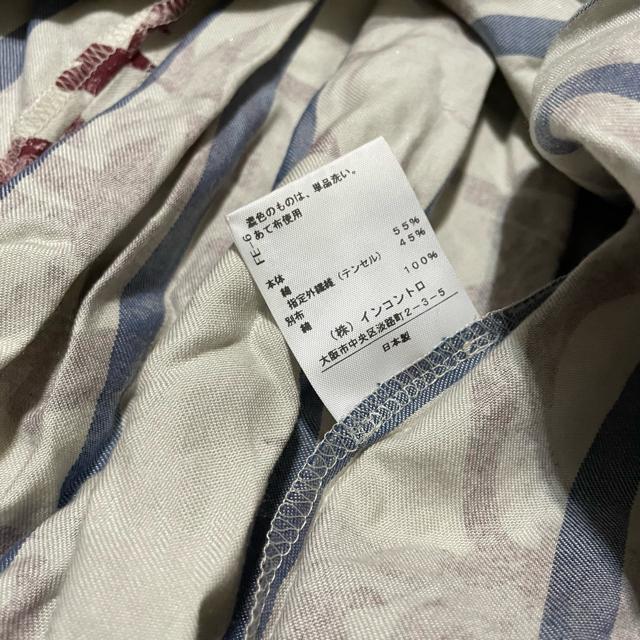 濃色のものは、単品洗い。
あて布使用
H-6
本体
綿 55%
指定外繊維(テンセル) 45%
別布
綿 100%
(株)インコントロ
大阪市中央区淡路町2-3-5
日本製